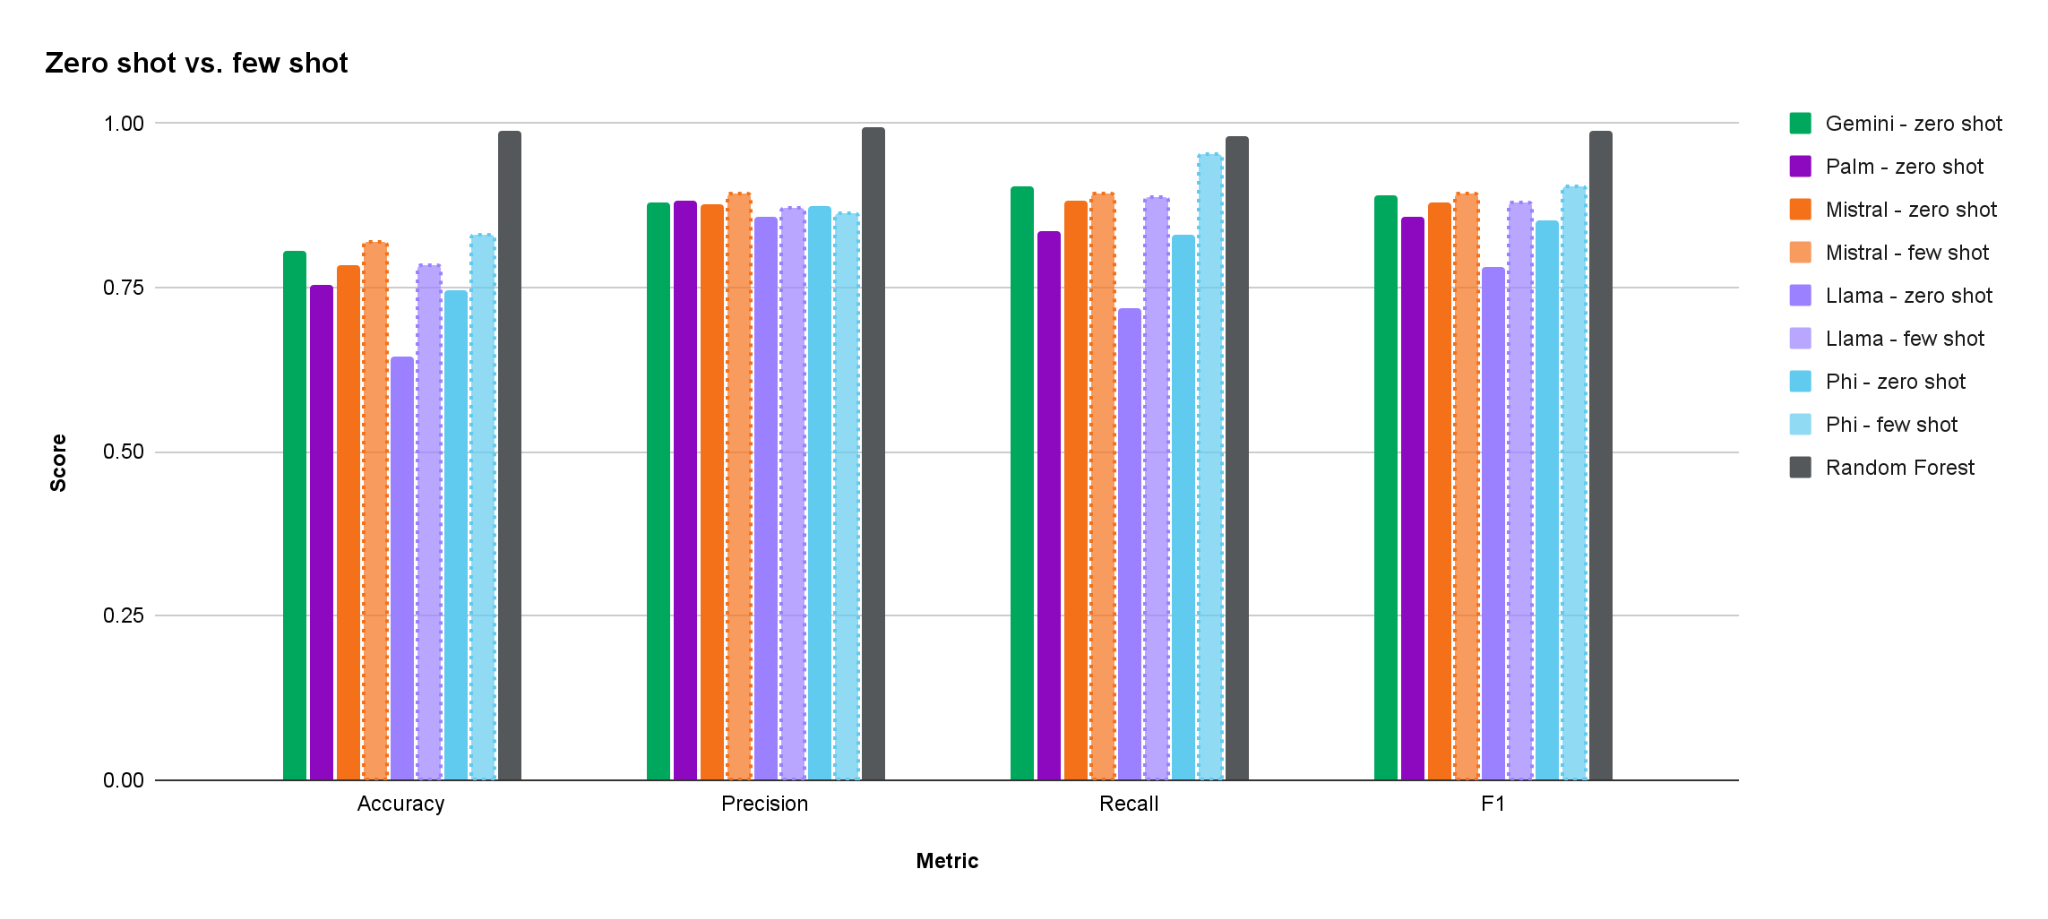 Zero shot vs. few shot
1.00
0.75
0.50
0.25
0.00
Score
Accuracy
Precision
Recall
F1
Metric
Gemini - zero shot
Palm - zero shot
Mistral - zero shot
Mistral - few shot
Llama - zero shot
Llama - few shot
Phi - zero shot
Phi - few shot
Random Forest